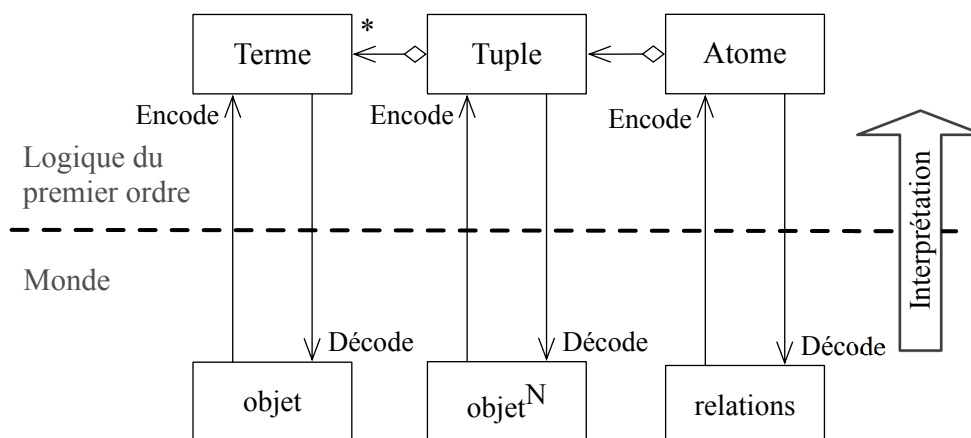 *
Terme
Tuple
Atome
Encode
Encode
Encode
Logique du
premier ordre
Interprétation
Monde
Décode
Décode
Décode
objet
objetN
relations